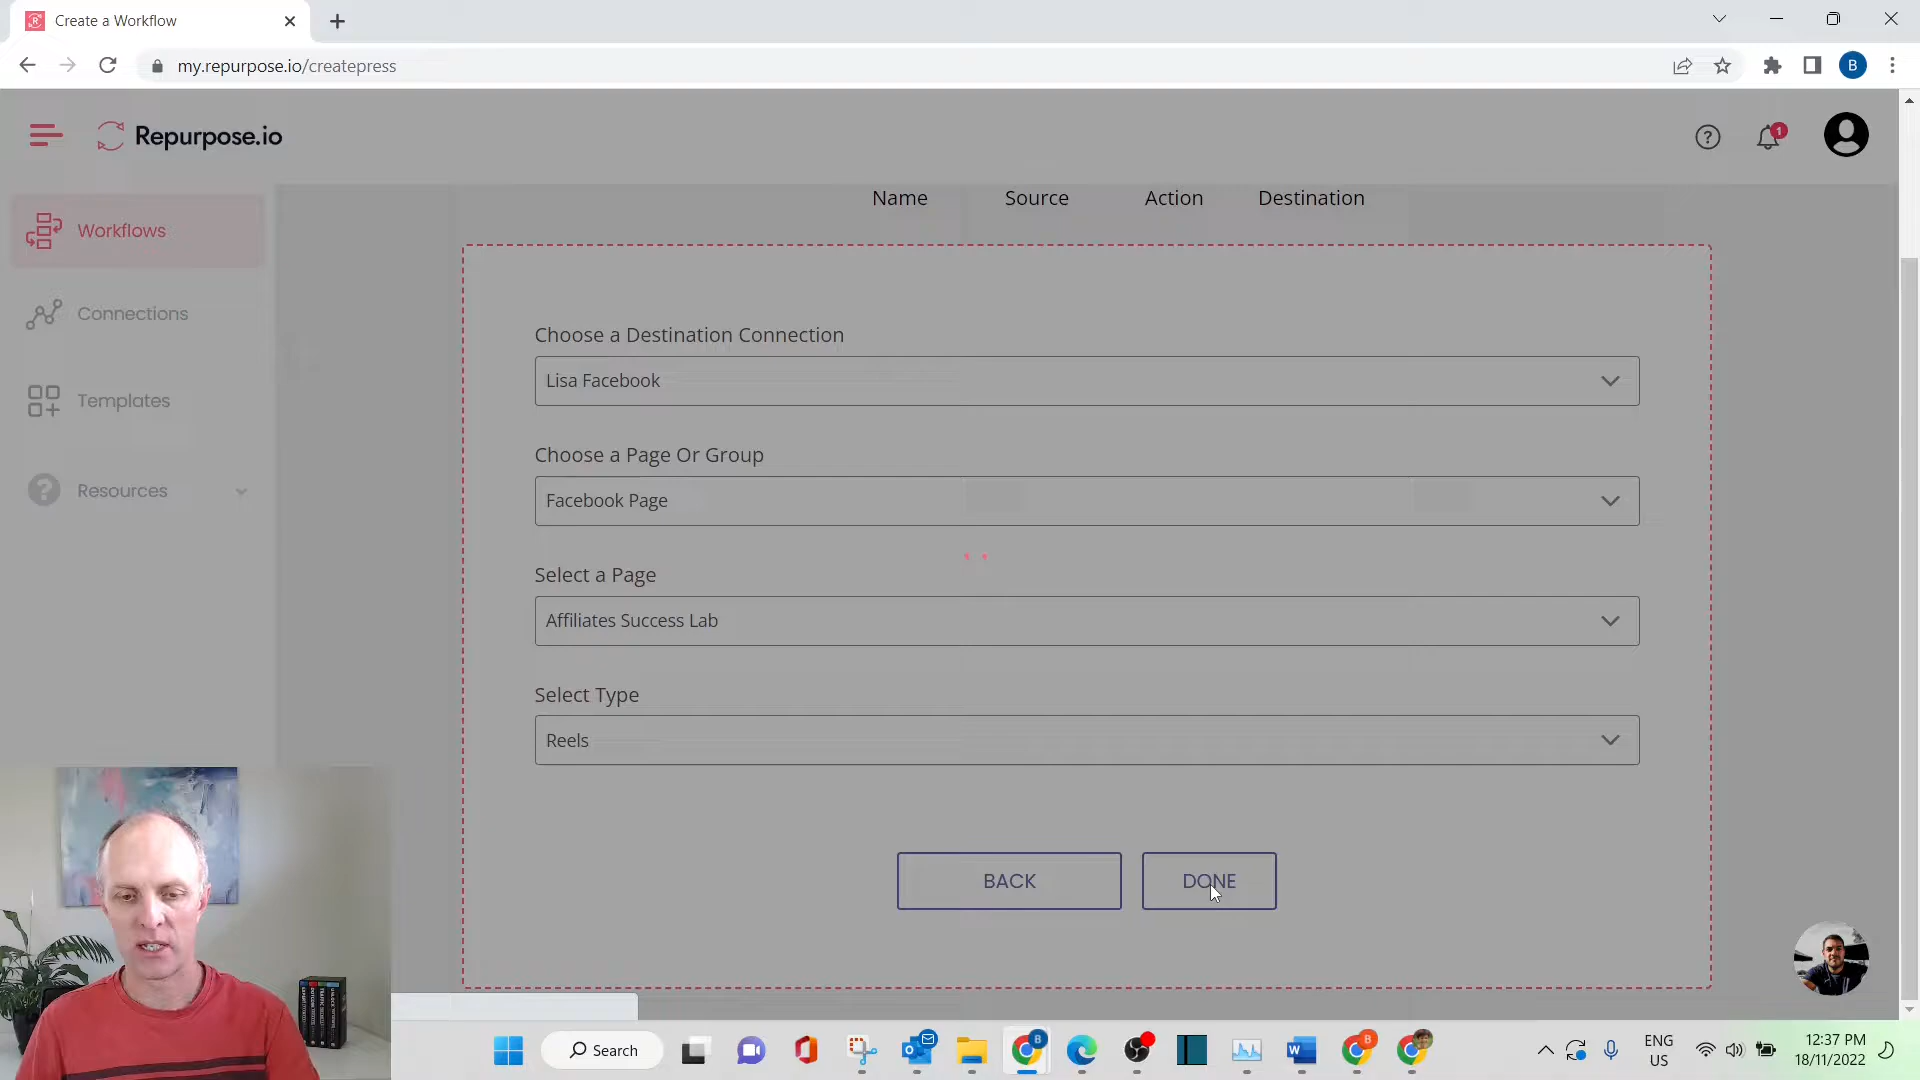 Create a Workflow
my.repurpose.io/createpress
B
Repurpose.io
1
Name Source Action Destination
Workflows
Connections
Templates
Resources
Choose a Destination Connection
Lisa Facebook
Choose a Page Or Group
Facebook Page
Select a Page
Affiliates Success Lab
Select Type
Reels
BACK DONE
Search
ENG
US
12:37 PM
18/11/2022